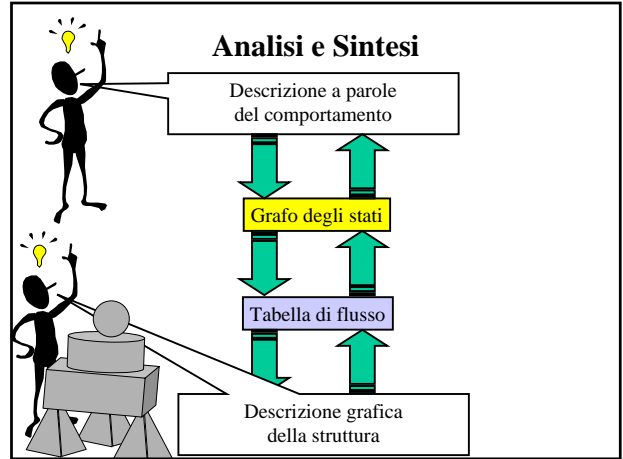 Analisi e Sintesi
Descrizione a parole
del comportamento
Grafo degli stati
Tabella di flusso
Descrizione grafica
della struttura